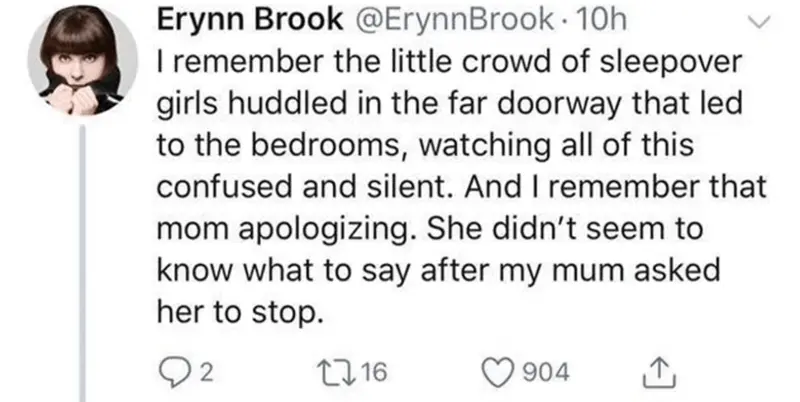 Erynn Brook @ErynnBrook · 10h
I remember the little crowd of sleepover
girls huddled in the far doorway that led
to the bedrooms, watching all of this
confused and silent. And I remember that
mom apologizing. She didn’t seem to
know what to say after my mum asked
her to stop.
2 16 904